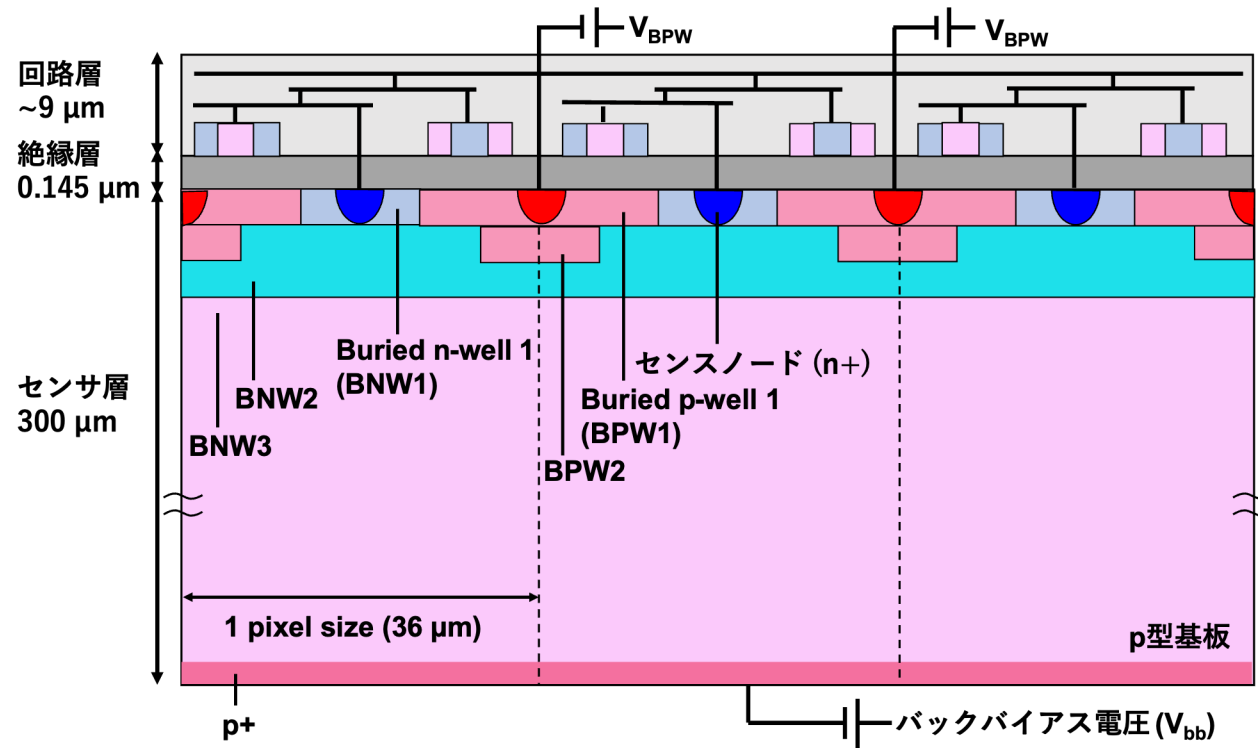 V_BPW
V_BPW
回路層
~9 μm
絶縁層
0.145 μm
センサ層
300 μm
Buried n-well 1
(BNW1)
センスノード (n+)
BNW2
Buried p-well 1
(BPW1)
BNW3
BPW2
1 pixel size (36 μm)
p型基板
p+
バックバイアス電圧 (V_bb)